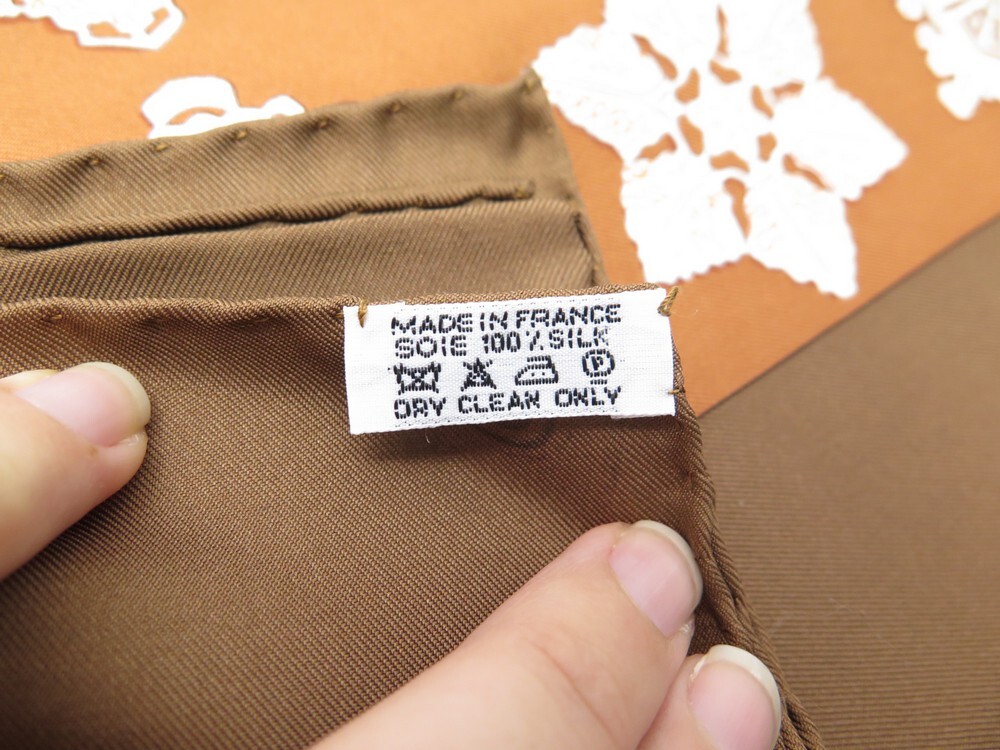 MADE IN FRANCE
SOIE 100% SILK
P
DRY CLEAN ONLY